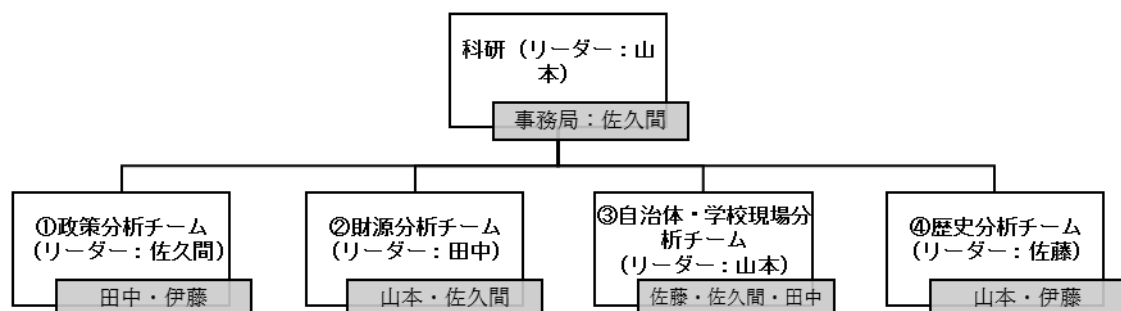 科研（リーダー：山
本）
事務局：佐久間
①政策分析チーム
（リーダー：佐久間）
田中・伊藤
②財源分析チーム
（リーダー：田中）
山本・佐久間
③自治体・学校現場分
析チーム
（リーダー：山本）
佐藤・佐久間・田中
④歴史分析チーム
（リーダー：佐藤）
山本・伊藤